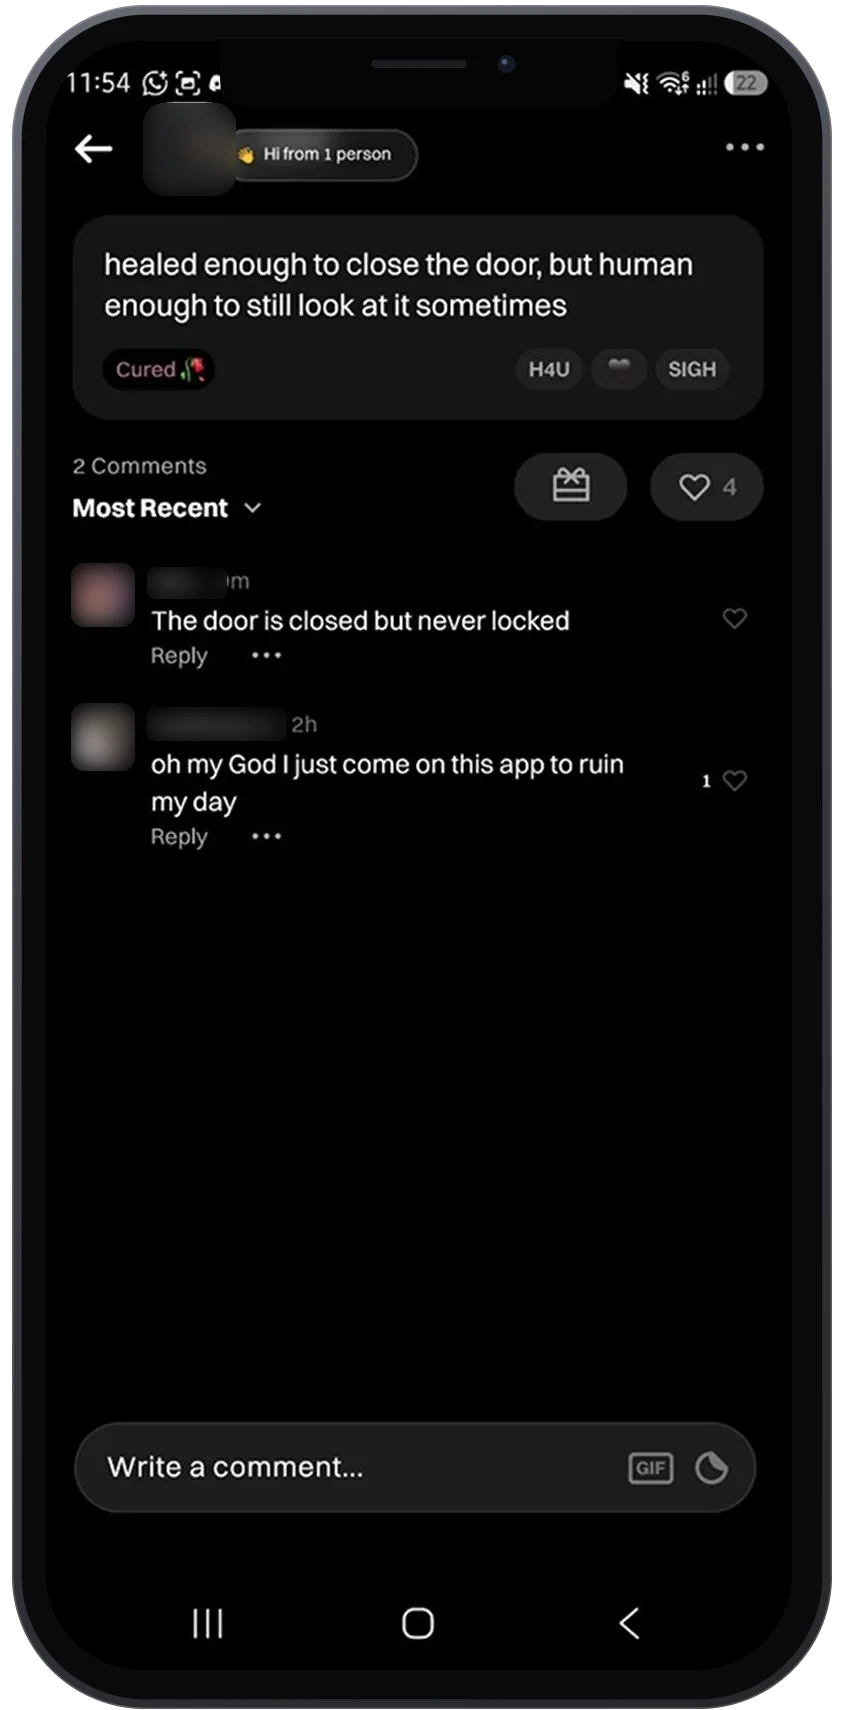 11:54
22
👋 Hi from 1 person
healed enough to close the door, but human
enough to still look at it sometimes
Cured🥀
H4U 🖤 SIGH
2 Comments
Most Recent
4
m
The door is closed but never locked
Reply
2h
oh my God I just come on this app to ruin
my day
1
Reply
Write a comment...
GIF